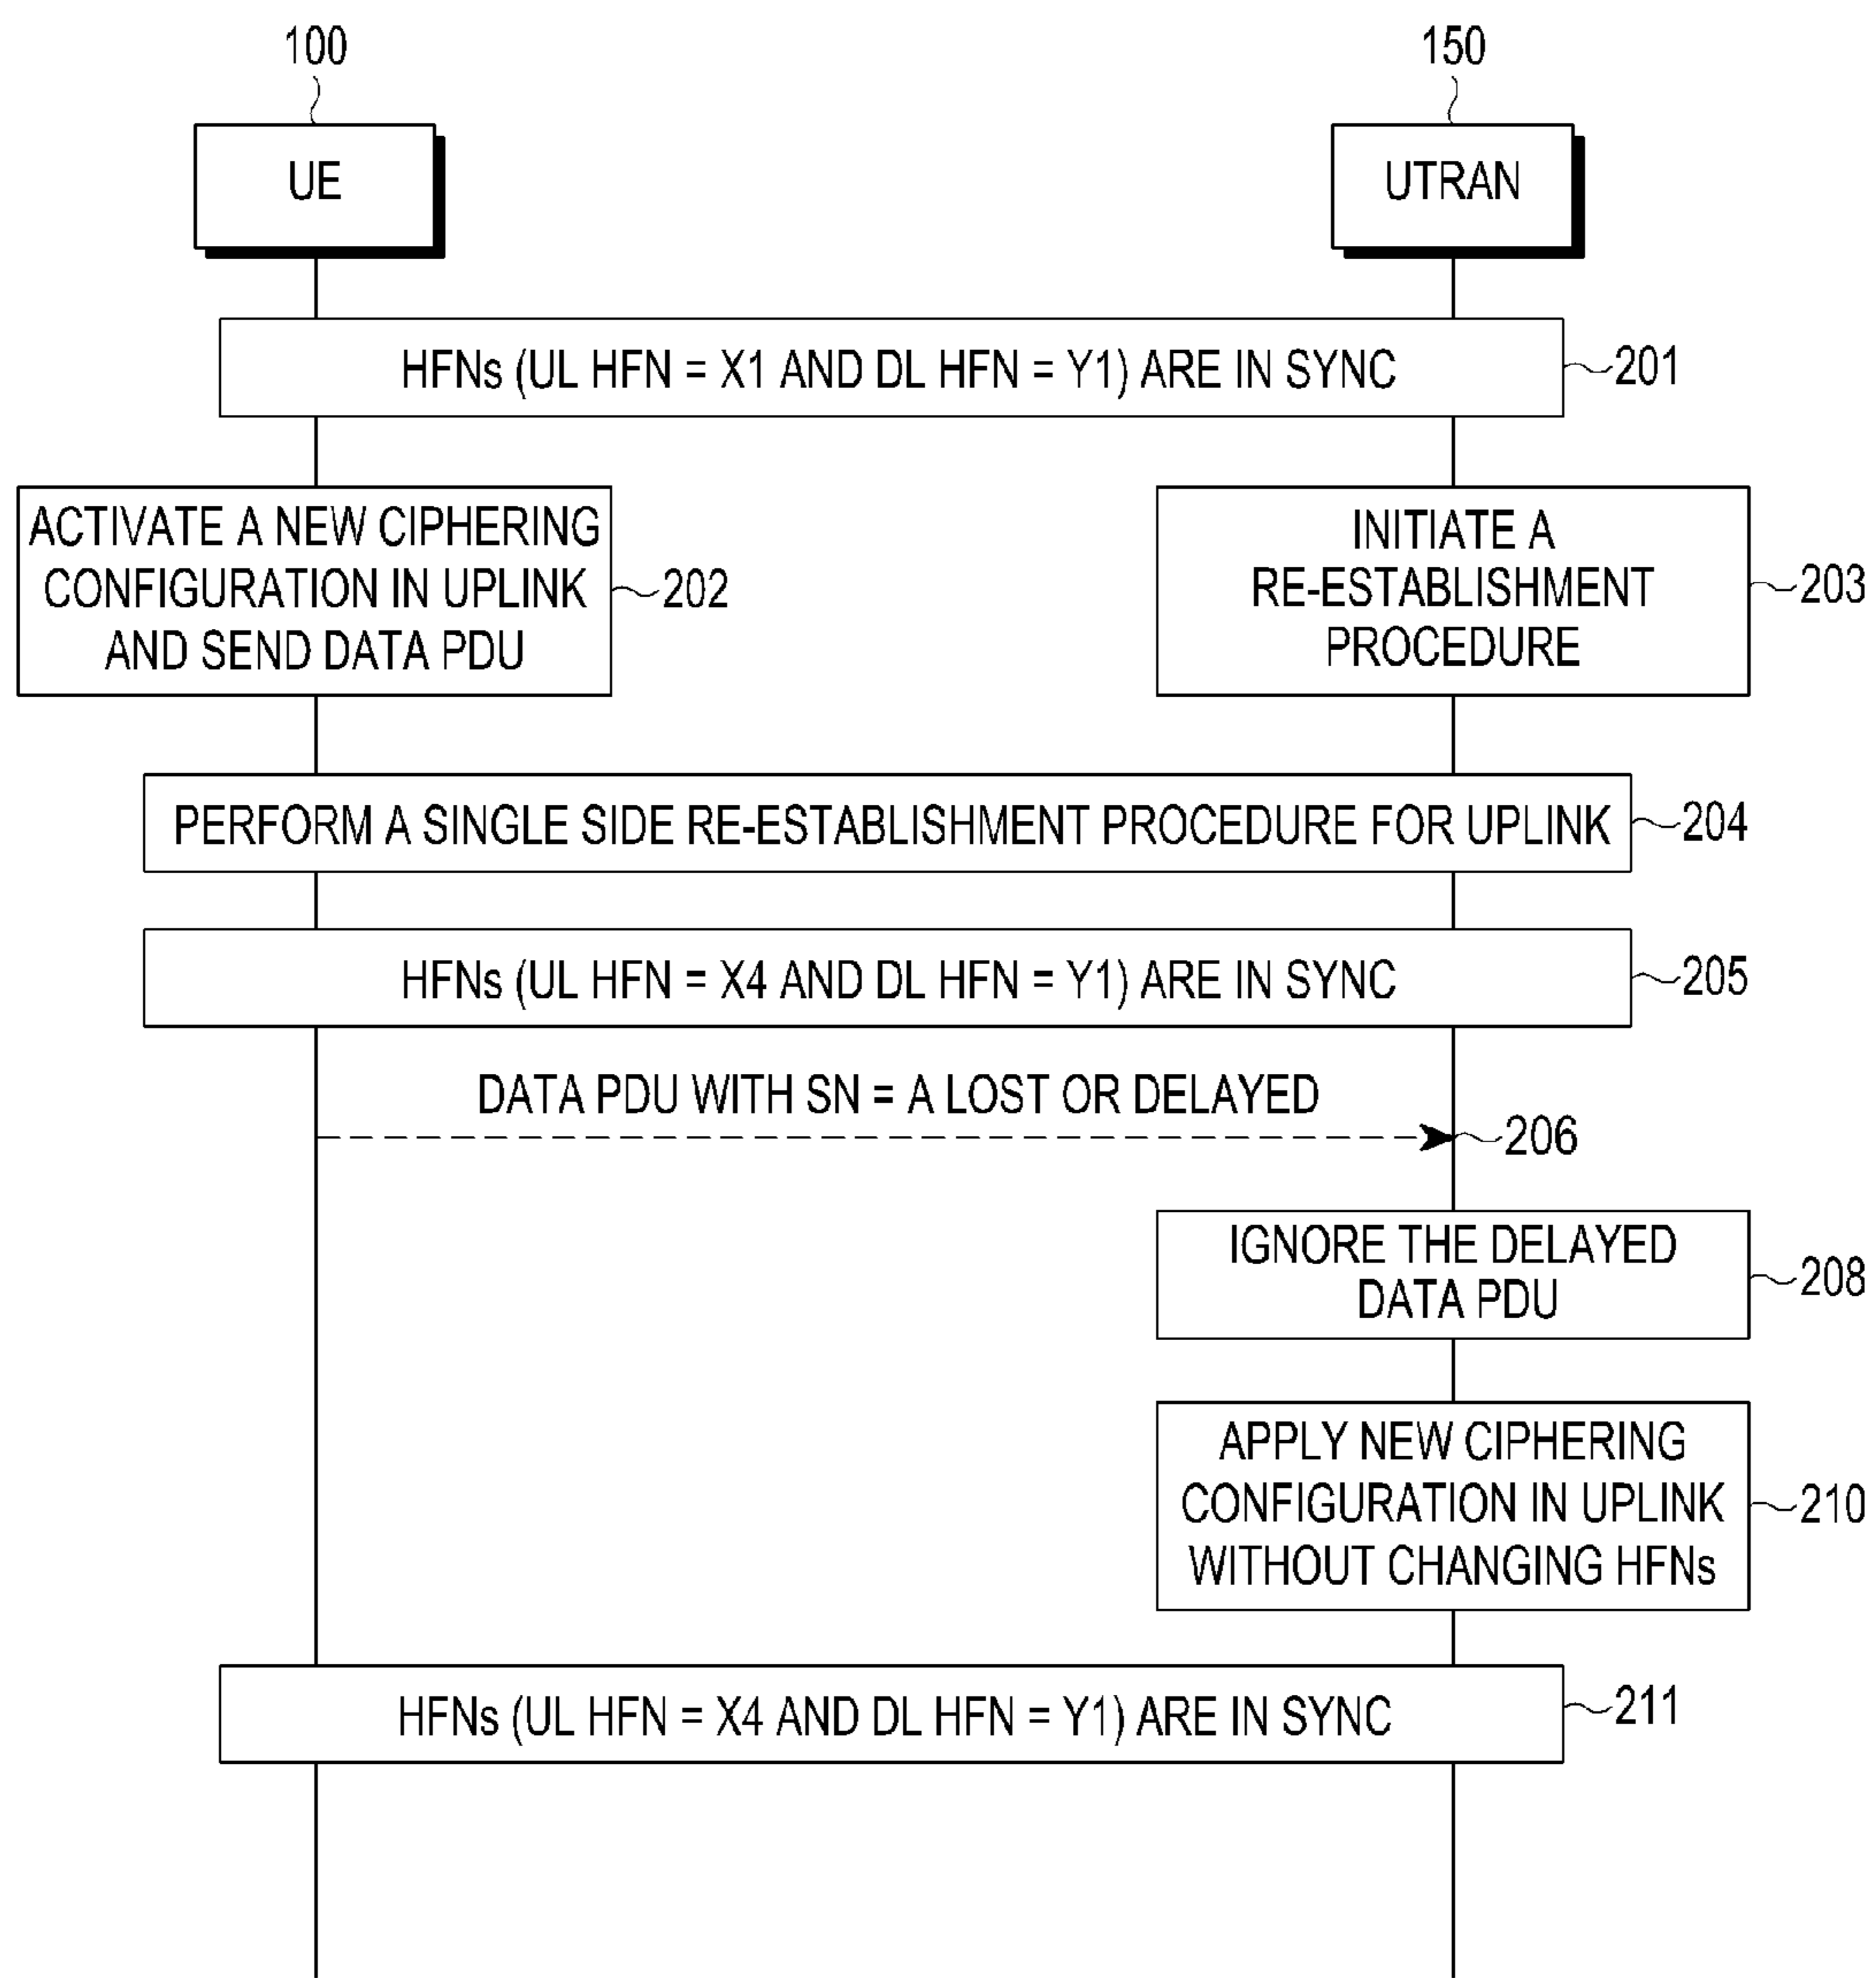 100
150
UE
UTRAN
HFNs (UL HFN = X1 AND DL HFN = Y1) ARE IN SYNC
201
ACTIVATE A NEW CIPHERING
CONFIGURATION IN UPLINK
AND SEND DATA PDU
202
INITIATE A
RE-ESTABLISHMENT
PROCEDURE
203
PERFORM A SINGLE SIDE RE-ESTABLISHMENT PROCEDURE FOR UPLINK
204
HFNs (UL HFN = X4 AND DL HFN = Y1) ARE IN SYNC
205
DATA PDU WITH SN = A LOST OR DELAYED
206
IGNORE THE DELAYED
DATA PDU
208
APPLY NEW CIPHERING
CONFIGURATION IN UPLINK
WITHOUT CHANGING HFNs
210
HFNs (UL HFN = X4 AND DL HFN = Y1) ARE IN SYNC
211